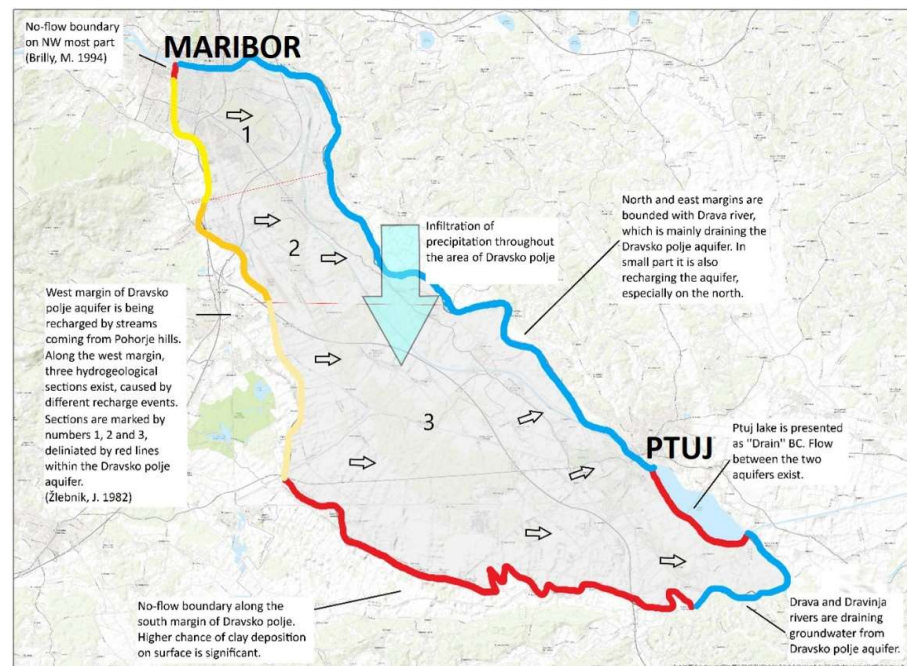 No-flow boundary
on NW most part
(Brilly, M. 1994)
MARIBOR
1
2
3
Infiltration of
precipitation throughout
the area of Dravsko polje
North and east margins are
bounded with Drava river,
which is mainly draining the
Dravsko polje aquifer. In
small part it is also
recharging the aquifer,
especially on the north.
West margin of Dravsko
polje aquifer is being
recharged by streams
coming from Pohorje hills.
Along the west margin,
three hydrogeological
sections exist, caused by
different recharge events.
Sections are marked by
numbers 1, 2 and 3,
deliniated by red lines
within the Dravsko polje
aquifer.
(Žlebnik, J. 1982)
PTUJ
Ptuj lake is presented
as "Drain" BC. Flow
between the two
aquifers exist.
No-flow boundary along the
south margin of Dravsko polje.
Higher chance of clay deposition
on surface is significant.
Drava and Dravinja
rivers are draining
groundwater from
Dravsko polje aquifer.